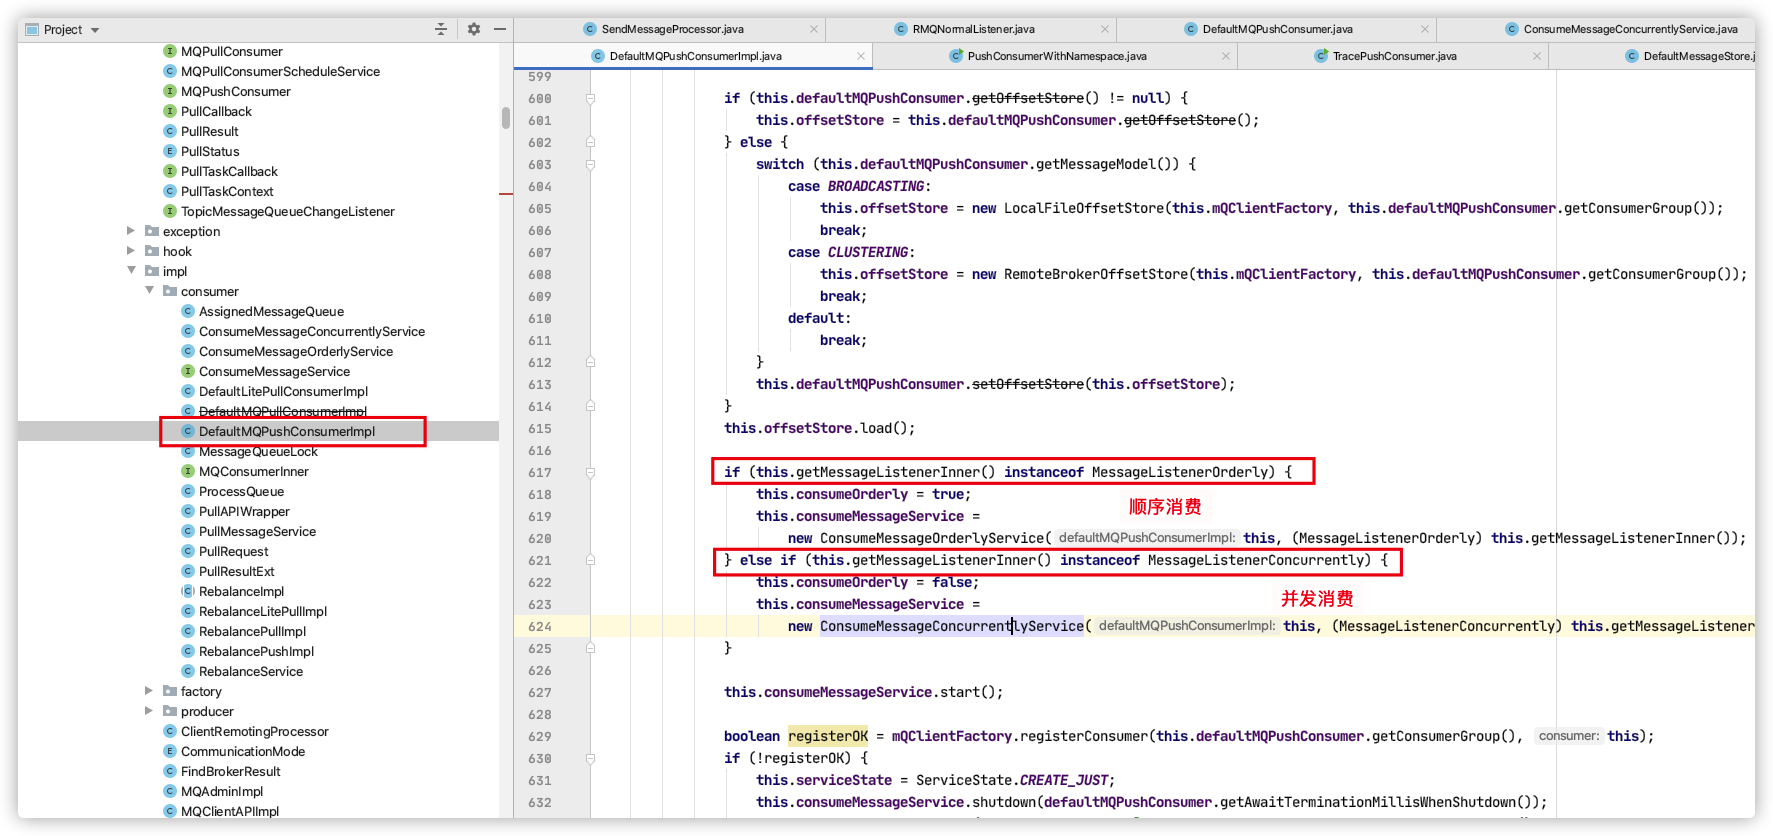 Project
MQPullConsumer
MQPullConsumerScheduleService
MQPushConsumer
PullCallback
PullResult
PullStatus
PullTaskCallback
PullTaskContext
TopicMessageQueueChangeListener
exception
hook
impl
consumer
AssignedMessageQueue
ConsumeMessageConcurrentlyService
ConsumeMessageOrderlyService
ConsumeMessageService
DefaultLitePullConsumerImpl
DefaultMQPullConsumerImpl
DefaultMQPushConsumerImpl
MessageQueueLock
MQConsumerInner
ProcessQueue
PullAPIWrapper
PullMessageService
PullRequest
PullResultExt
RebalanceImpl
RebalanceLitePullImpl
RebalancePullImpl
RebalancePushImpl
RebalanceService
factory
producer
ClientRemotingProcessor
CommunicationMode
FindBrokerResult
MQAdminImpl
MQClientAPIImpl
SendMessageProcessor.java
RMQNormalListener.java
DefaultMQPushConsumer.java
ConsumeMessageConcurrentlyService.java
DefaultMQPushConsumerImpl.java
PushConsumerWithNamespace.java
TracePushConsumer.java
DefaultMessageStore.j
599
600 if (this.defaultMQPushConsumer.getOffsetStore() != null) {
601 this.offsetStore = this.defaultMQPushConsumer.getOffsetStore();
602 } else {
603 switch (this.defaultMQPushConsumer.getMessageModel()) {
604 case BROADCASTING:
605 this.offsetStore = new LocalFileOffsetStore(this.mQClientFactory, this.defaultMQPushConsumer.getConsumerGroup());
606 break;
607 case CLUSTERING:
608 this.offsetStore = new RemoteBrokerOffsetStore(this.mQClientFactory, this.defaultMQPushConsumer.getConsumerGroup());
609 break;
610 default:
611 break;
612 }
613 this.defaultMQPushConsumer.setOffsetStore(this.offsetStore);
614 }
615 this.offsetStore.load();
616
617 if (this.getMessageListenerInner() instanceof MessageListenerOrderly) {
618 this.consumeOrderly = true;
顺序消费
619 this.consumeMessageService =
620 new ConsumeMessageOrderlyService( defaultMQPushConsumerImpl: this, (MessageListenerOrderly) this.getMessageListenerInner());
621 } else if (this.getMessageListenerInner() instanceof MessageListenerConcurrently) {
622 this.consumeOrderly = false;
并发消费
623 this.consumeMessageService =
624 new ConsumeMessageConcurrentlyService( defaultMQPushConsumerImpl: this, (MessageListenerConcurrently) this.getMessageListener
625 }
626
627 this.consumeMessageService.start();
628
629 boolean registerOK = mQClientFactory.registerConsumer(this.defaultMQPushConsumer.getConsumerGroup(), consumer: this);
630 if (!registerOK) {
631 this.serviceState = ServiceState.CREATE_JUST;
632 this.consumeMessageService.shutdown(defaultMQPushConsumer.getAwaitTerminationMillisWhenShutdown());